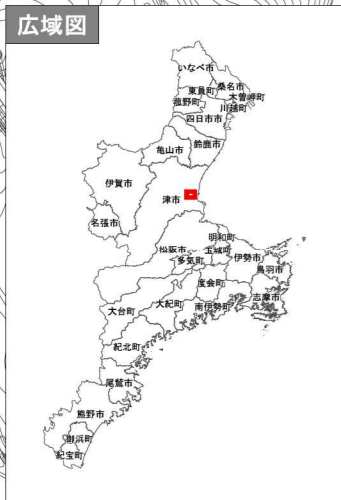 広域図
いなべ市
東員町
桑名市
木曽岬町
菰野町
川越町
四日市市
亀山市
鈴鹿市
伊賀市
津市
名張市
松阪市
明和町
玉城町
多気町
伊勢市
鳥羽市
度会町
志摩市
大台町
大紀町
南伊勢町
紀北町
尾鷲市
熊野市
御浜町
紀宝町